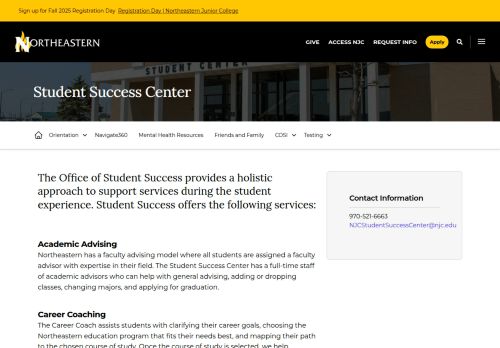 Sign up for Fall 2025 Registration Day Registration Day | Northeastern Junior College
NORTHEASTERN
GIVE ACCESS NJC REQUEST INFO Apply
STUDENT CENTER
Student Success Center
Orientation Navigate360 Mental Health Resources Friends and Family COSI Testing
The Office of Student Success provides a holistic
approach to support services during the student
experience. Student Success offers the following services:
Contact Information
970-521-6663
NJCStudentSuccessCenter@njc.edu
Academic Advising
Northeastern has a faculty advising model where all students are assigned a faculty
advisor with expertise in their field. The Student Success Center has a full-time staff
of academic advisors who can help with general advising, adding or dropping
classes, changing majors, and applying for graduation.
Career Coaching
The Career Coach assists students with clarifying their career goals, choosing the
Northeastern education program that fits their needs best, and mapping their path
to the chosen course of study. Once the course of study is selected, we help